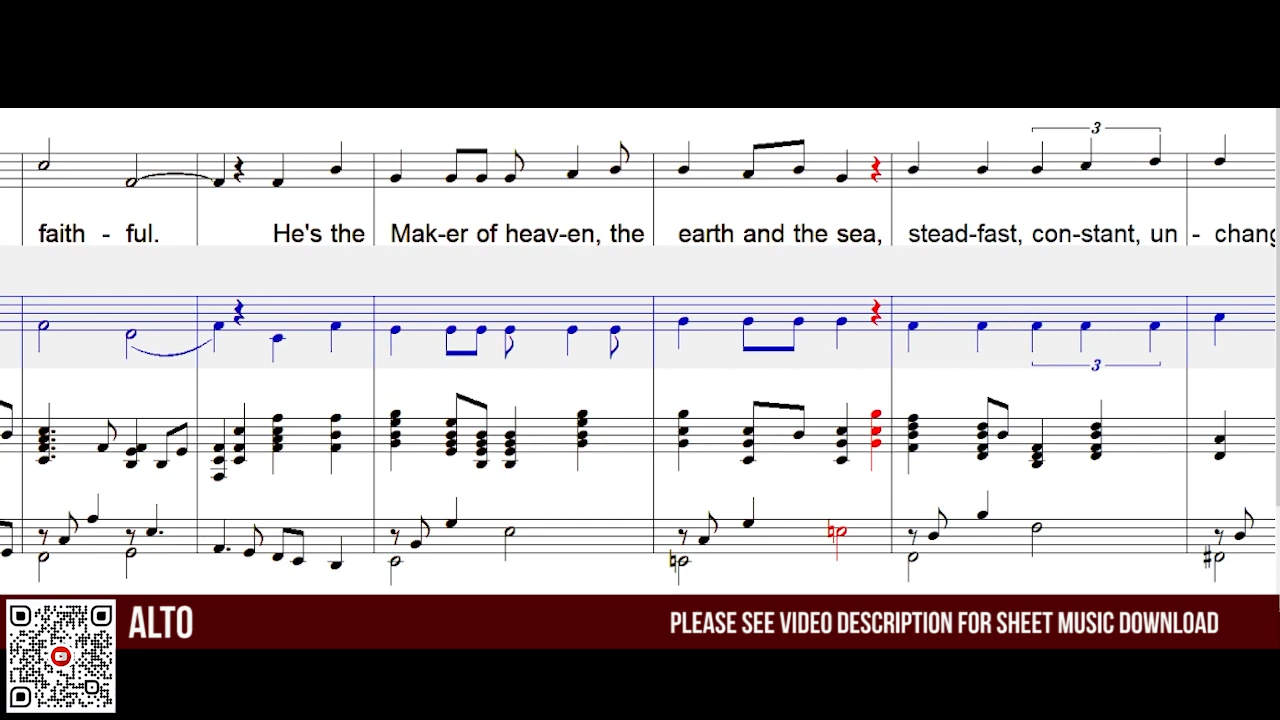 3
faith - ful. He's the Mak-er of heav-en, the earth and the sea, stead-fast, con-stant, un - chang
3
ALTO
PLEASE SEE VIDEO DESCRIPTION FOR SHEET MUSIC DOWNLOAD